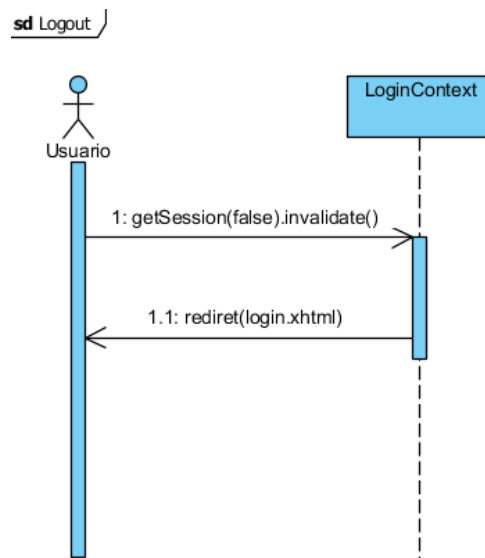 sd Logout
LoginContext
Usuario
1: getSession(false).invalidate()
1.1: rediret(login.xhtml)